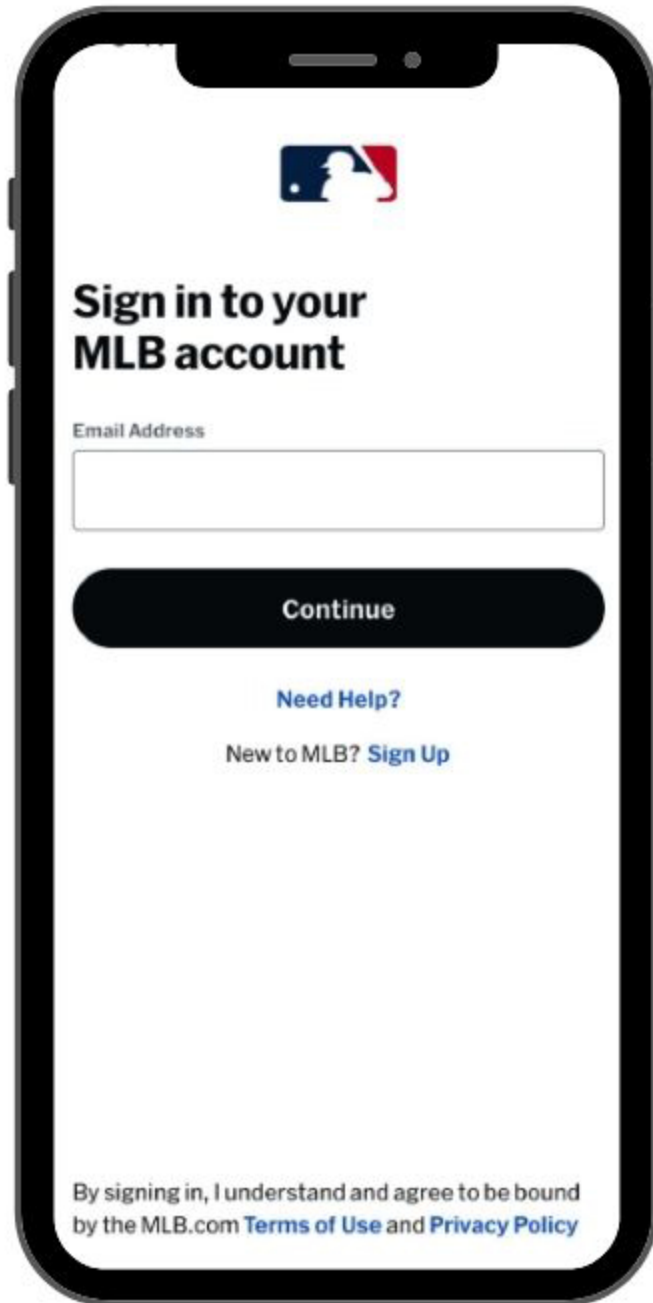 Sign in to your
MLB account
Email Address
Continue
Need Help?
New to MLB? Sign Up
By signing in, I understand and agree to be bound
by the MLB.com Terms of Use and Privacy Policy